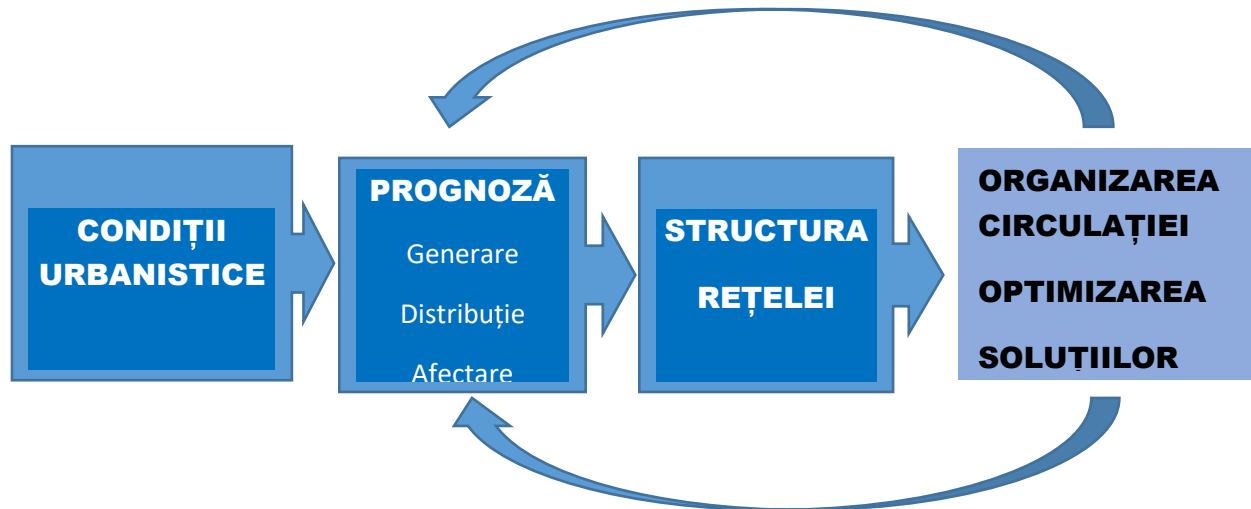 CONDIȚII
URBANISTICE
PROGNOZĂ
Generare
Distribuție
Afectare
STRUCTURA
REȚELEI
ORGANIZAREA
CIRCULAȚIEI
OPTIMIZAREA
SOLUȚIILOR